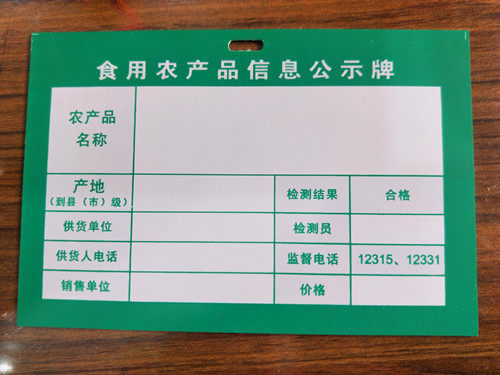 食用农产品信息公示牌
农产品
名称
产地
（到县（市）级）
检测结果
合格
供货单位
检测员
供货人电话
监督电话
12315、12331
销售单位
价格